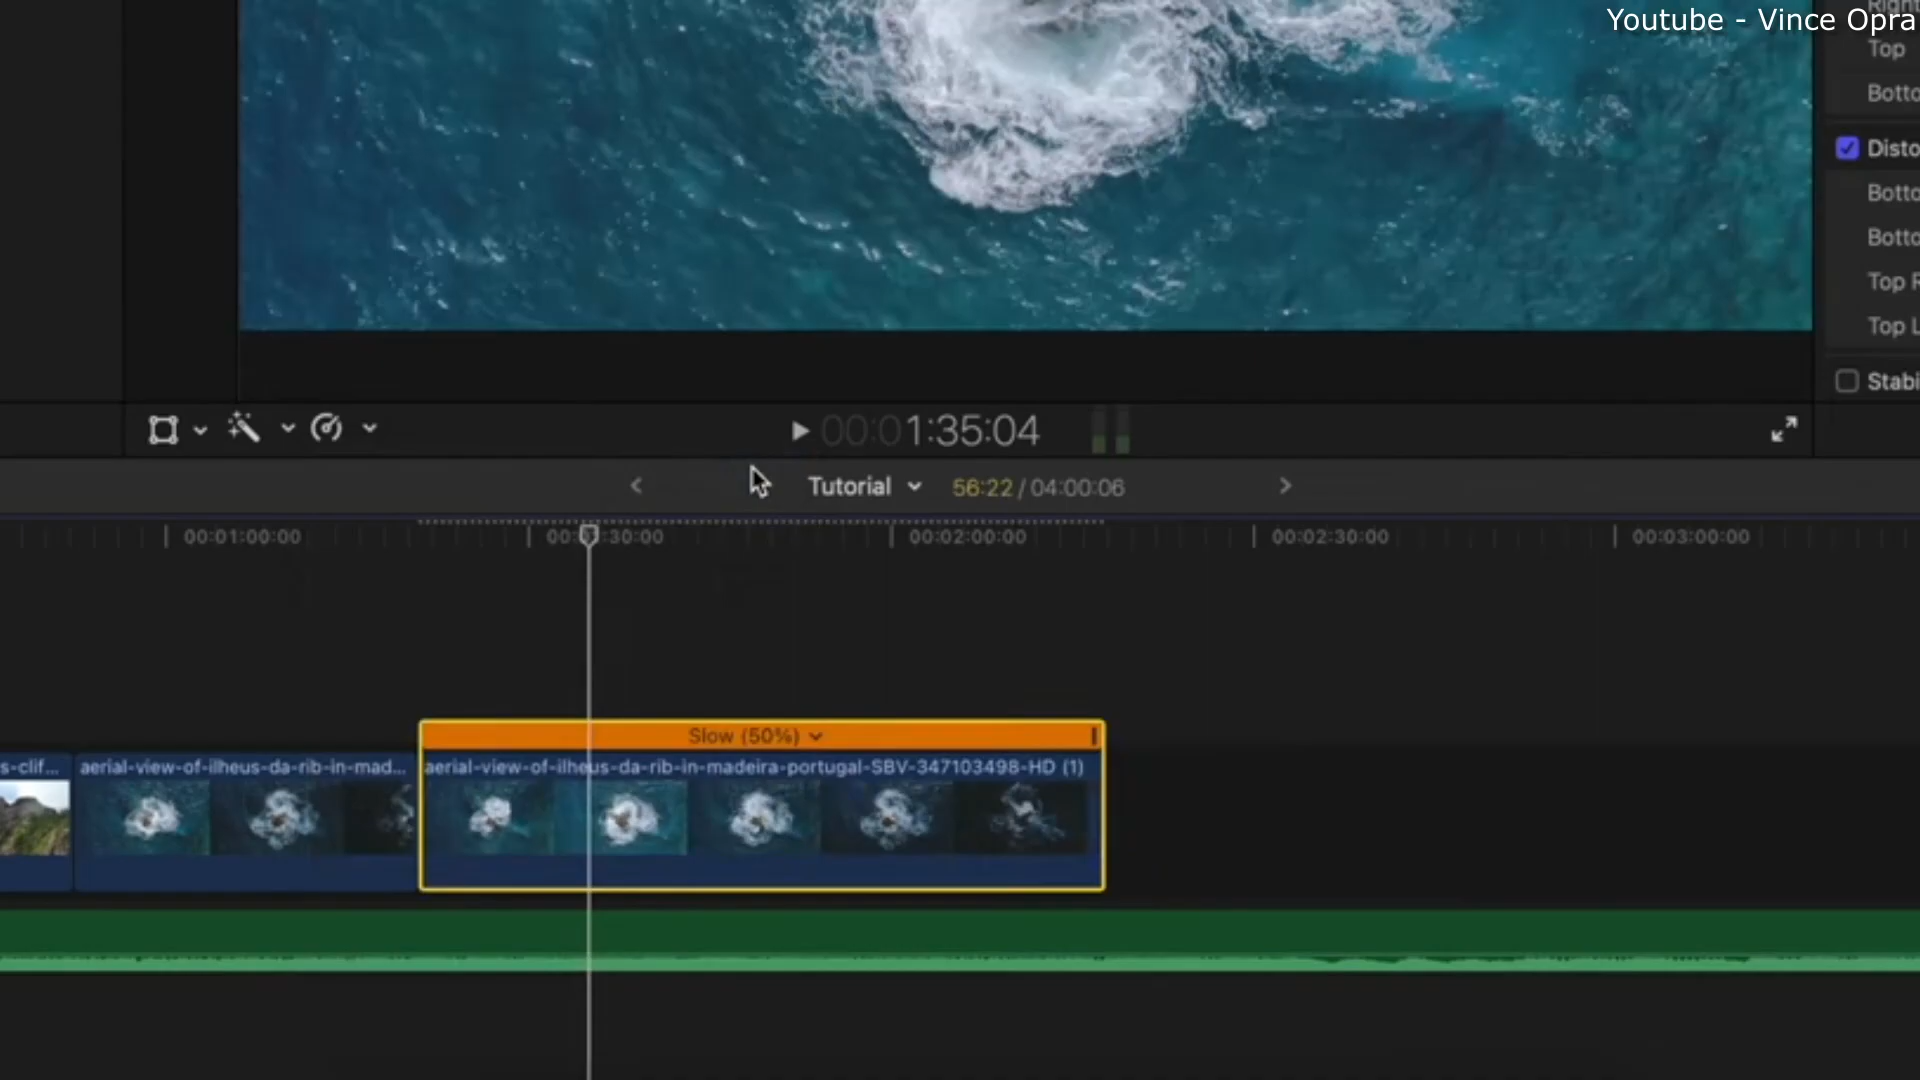 Youtube - Vince Opra
Right
Top
Botto
Disto
Botto
Botto
Top R
Top L
Stabi
00:01:35:04
Tutorial
56:22 / 04:00:06
00:01:00:00
00:02:00:00
00:02:30:00
00:03:00:00
Slow (50%)
s-clif...
aerial-view-of-ilheus-da-rib-in-mad...
aerial-view-of-ilheus-da-rib-in-madeira-portugal-SBV-347103498-HD (1)